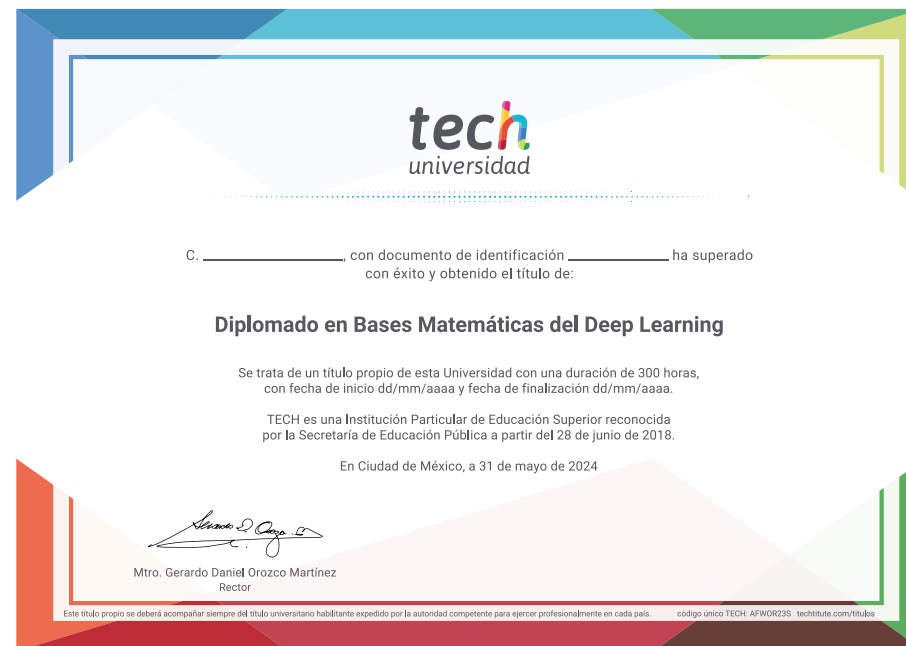 tech
universidad
C. ____________, con documento de identificación ____________ ha superado
con éxito y obtenido el título de:
Diplomado en Bases Matemáticas del Deep Learning
Se trata de un título propio de esta Universidad con una duración de 300 horas,
con fecha de inicio dd/mm/aaaa y fecha de finalización dd/mm/aaaa.
TECH es una Institución Particular de Educación Superior reconocida
por la Secretaría de Educación Pública a partir del 28 de junio de 2018.
En Ciudad de México, a 31 de mayo de 2024
Mtro. Gerardo Daniel Orozco Martínez
Rector
Este título propio se deberá acompañar siempre del título universitario habilitante expedido por la autoridad competente para ejercer profesionalmente en cada país. código único TECH: AFWOR23S techtitute.com/titulos